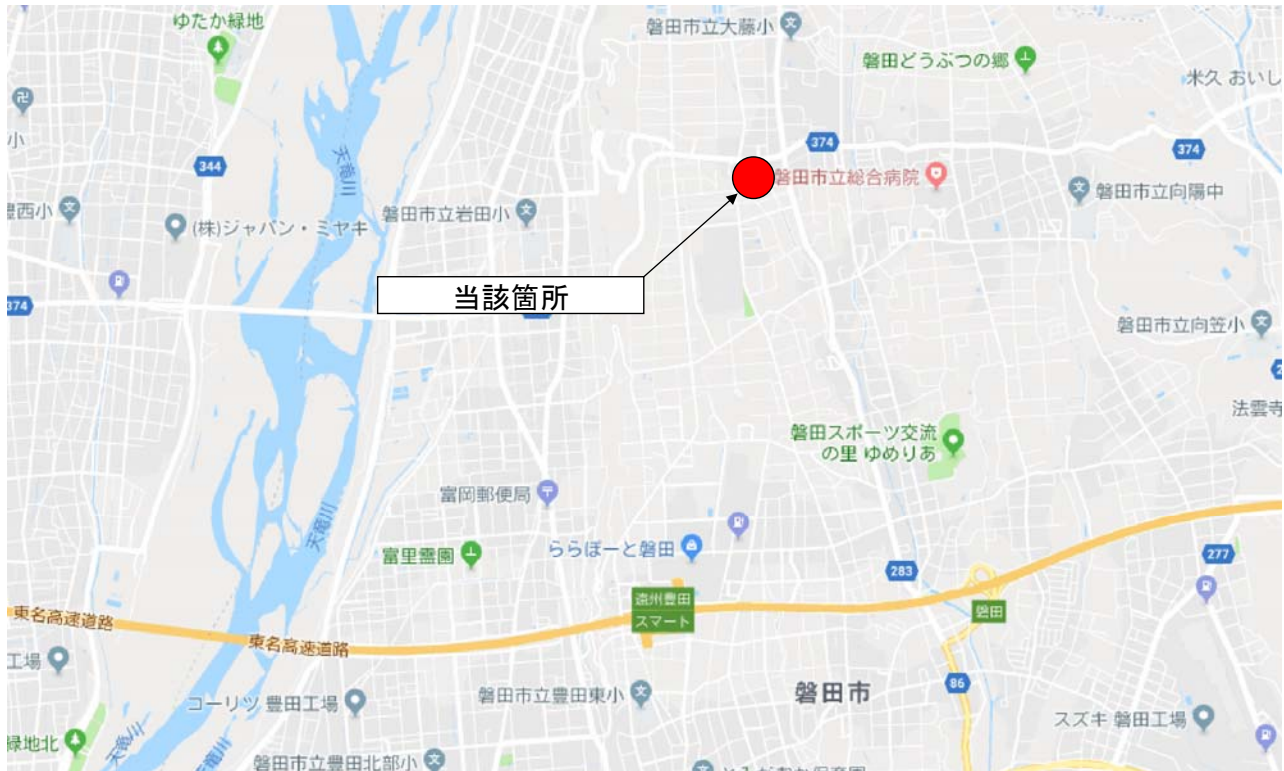 ゆたか緑地
磐田市立大藤小
磐田どうぶつの郷
米久 おいし
小
374
344
374
磐田市立総合病院
磐田市立向陽中
豊西小
磐田市立岩田小
(株)ジャパン・ミヤキ
天竜川
当該箇所
374
磐田市立向笠小
法雲寺
磐田スポーツ交流
の里 ゆめりあ
富岡郵便局
天竜川
ららぽーと磐田
富里霊園
283
277
遠州豊田
スマート
磐田
東名高速道路
東名高速道路
工場
コーリツ 豊田工場
磐田市立豊田東小
磐田市
86
スズキ 磐田工場
緑地北
天竜川
天竜川
磐田市立豊田北部小